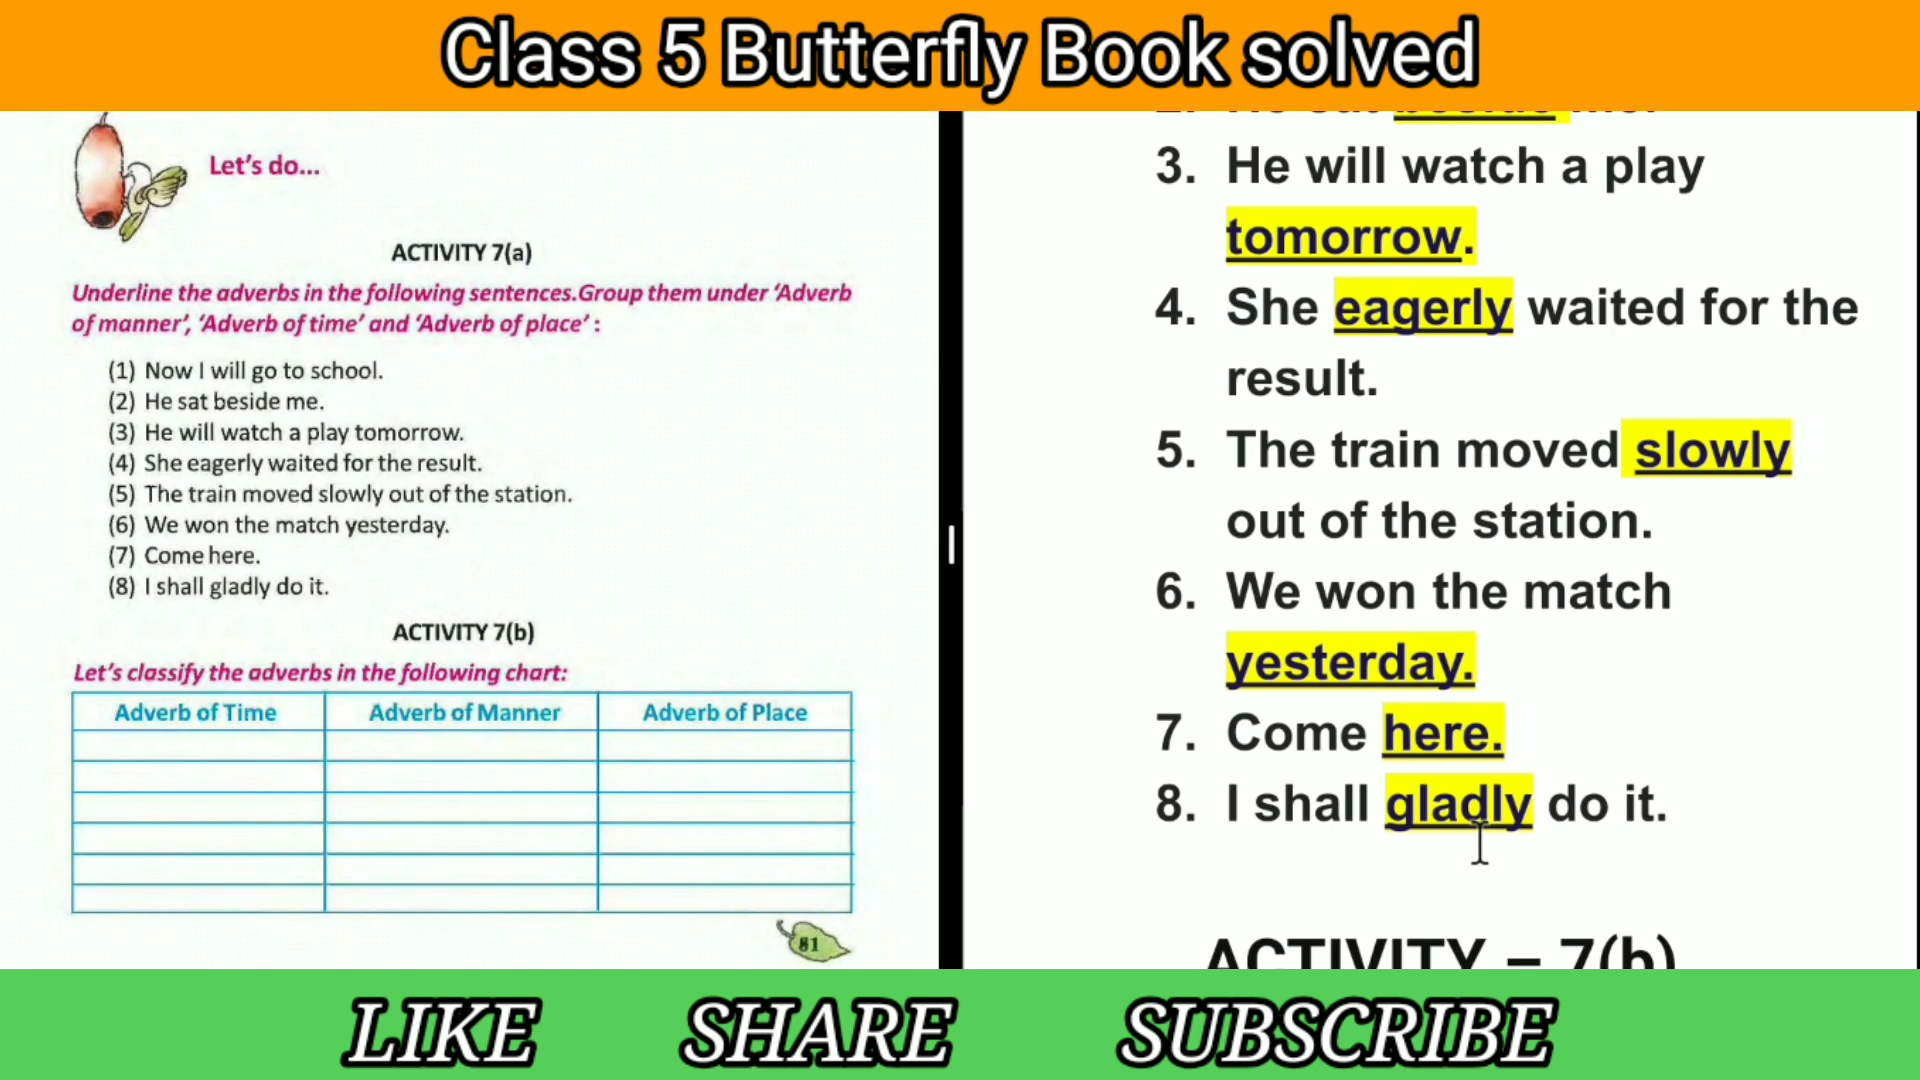 Class 5 Butterfly Book solved
Let's do...
ACTIVITY 7(a)
Underline the adverbs in the following sentences.Group them under 'Adverb
of manner', 'Adverb of time' and 'Adverb of place' :
(1) Now I will go to school.
(2) He sat beside me.
(3) He will watch a play tomorrow.
(4) She eagerly waited for the result.
(5) The train moved slowly out of the station.
(6) We won the match yesterday.
(7) Come here.
(8) I shall gladly do it.
ACTIVITY 7(b)
Let's classify the adverbs in the following chart:
Adverb of Time Adverb of Manner Adverb of Place
81
2. He sat beside me.
3. He will watch a play
tomorrow.
4. She eagerly waited for the
result.
5. The train moved slowly
out of the station.
6. We won the match
yesterday.
7. Come here.
8. I shall gladly do it.
ACTIVITY – 7(b)
LIKE SHARE SUBSCRIBE